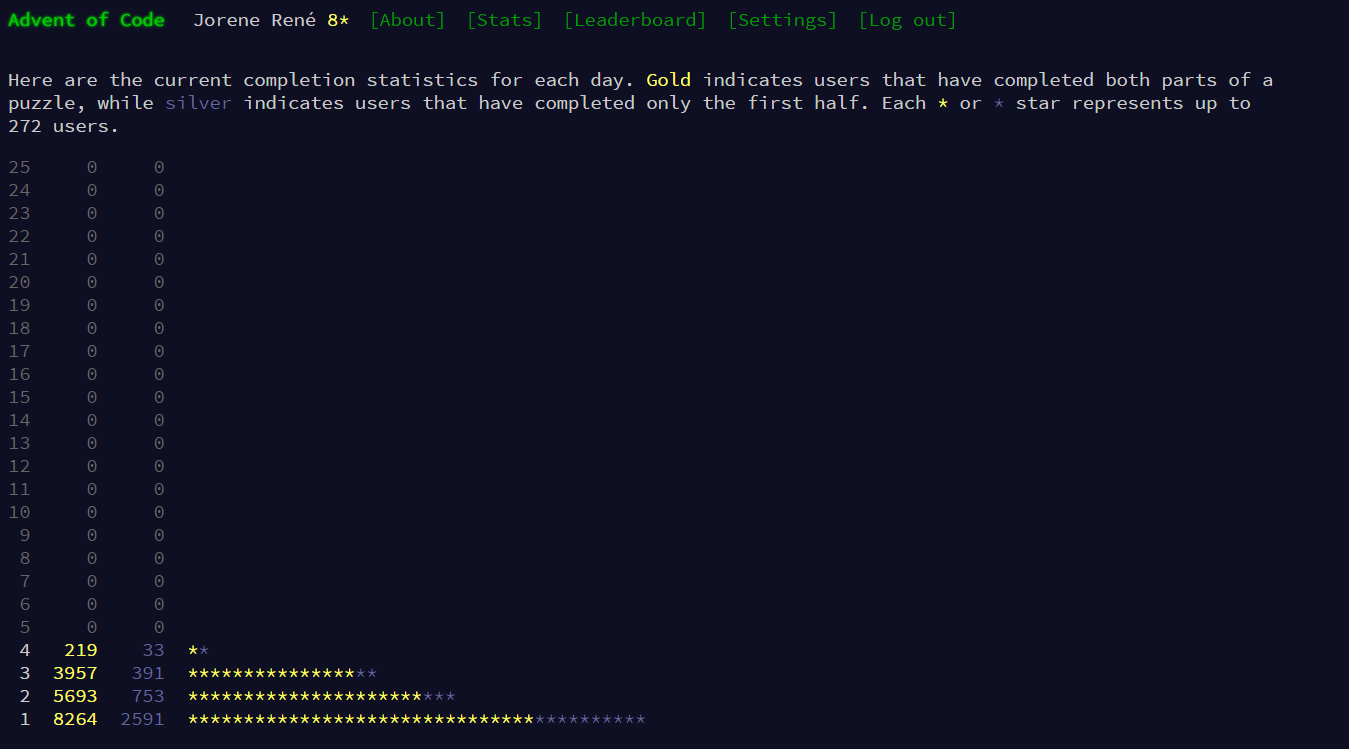 Advent of Code Jorene René 8* [About] [Stats] [Leaderboard] [Settings] [Log out]
Here are the current completion statistics for each day. Gold indicates users that have completed both parts of a
puzzle, while silver indicates users that have completed only the first half. Each * or * star represents up to
272 users.
25 0 0
24 0 0
23 0 0
22 0 0
21 0 0
20 0 0
19 0 0
18 0 0
17 0 0
16 0 0
15 0 0
14 0 0
13 0 0
12 0 0
11 0 0
10 0 0
9 0 0
8 0 0
7 0 0
6 0 0
5 0 0
4 219 33 **
3 3957 391 *****************
2 5693 753 ************************
1 8264 2591 *****************************************